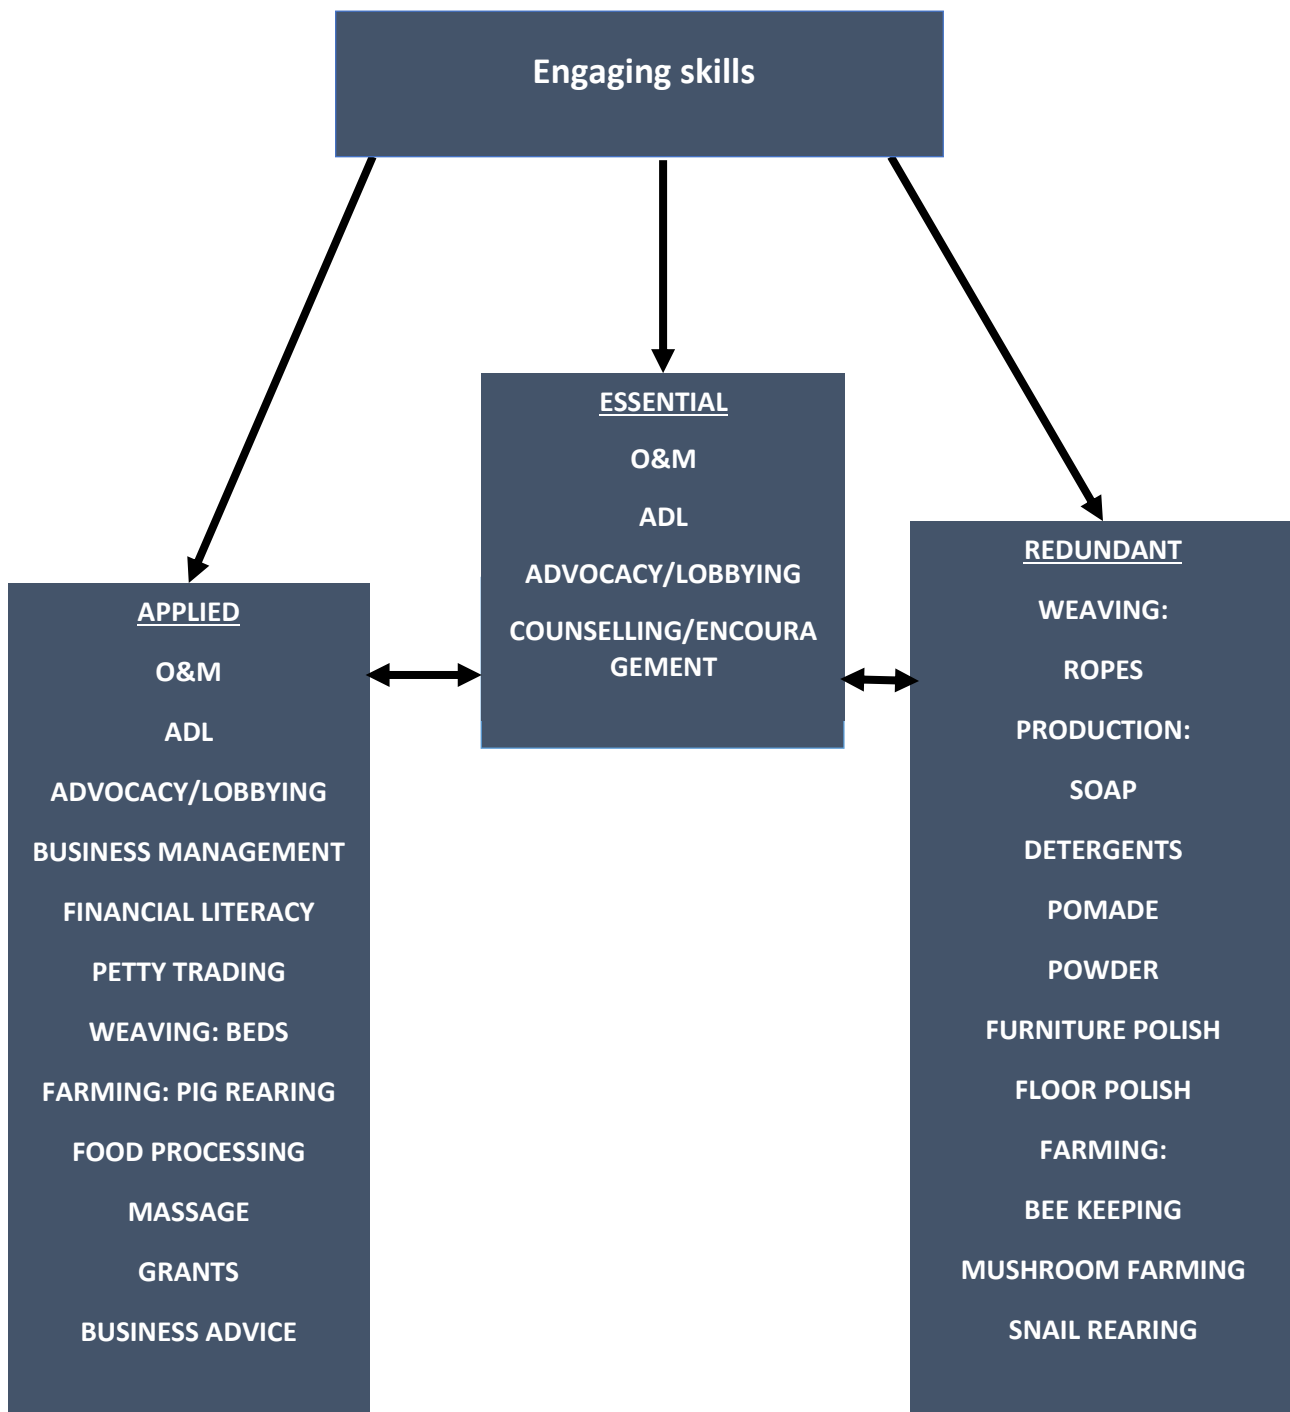 Engaging skills
ESSENTIAL
O&M
ADL
ADVOCACY/LOBBYING
COUNSELLING/ENCOURA
GEMENT
APPLIED
O&M
ADL
ADVOCACY/LOBBYING
BUSINESS MANAGEMENT
FINANCIAL LITERACY
PETTY TRADING
WEAVING: BEDS
FARMING: PIG REARING
FOOD PROCESSING
MASSAGE
GRANTS
BUSINESS ADVICE
REDUNDANT
WEAVING:
ROPES
PRODUCTION:
SOAP
DETERGENTS
POMADE
POWDER
FURNITURE POLISH
FLOOR POLISH
FARMING:
BEE KEEPING
MUSHROOM FARMING
SNAIL REARING